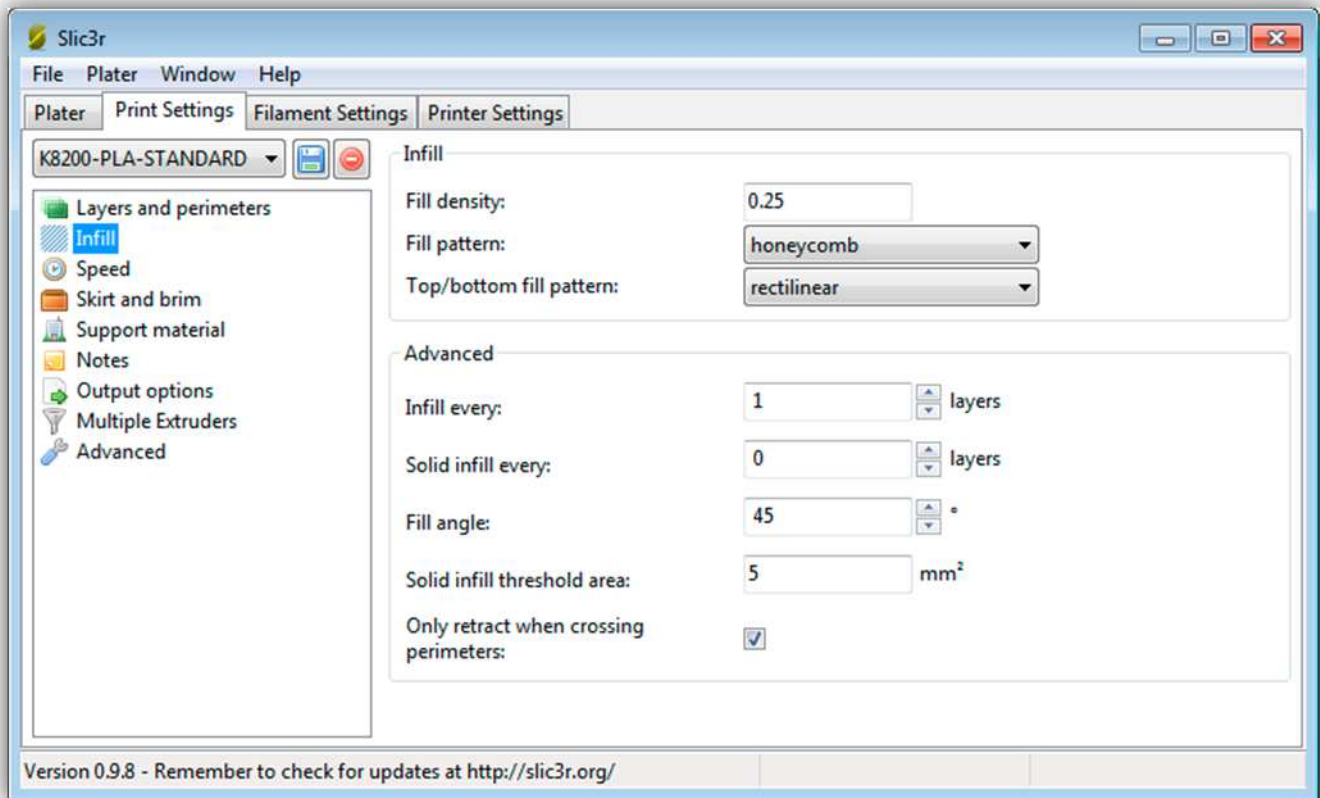 Slic3r
File Plater Window Help
Plater Print Settings Filament Settings Printer Settings
K8200-PLA-STANDARD
Layers and perimeters
Infill
Speed
Skirt and brim
Support material
Notes
Output options
Multiple Extruders
Advanced
Infill
Fill density: 0.25
Fill pattern: honeycomb
Top/bottom fill pattern: rectilinear
Advanced
Infill every: 1 layers
Solid infill every: 0 layers
Fill angle: 45 °
Solid infill threshold area: 5 mm²
Only retract when crossing
perimeters:
Version 0.9.8 - Remember to check for updates at http://slic3r.org/